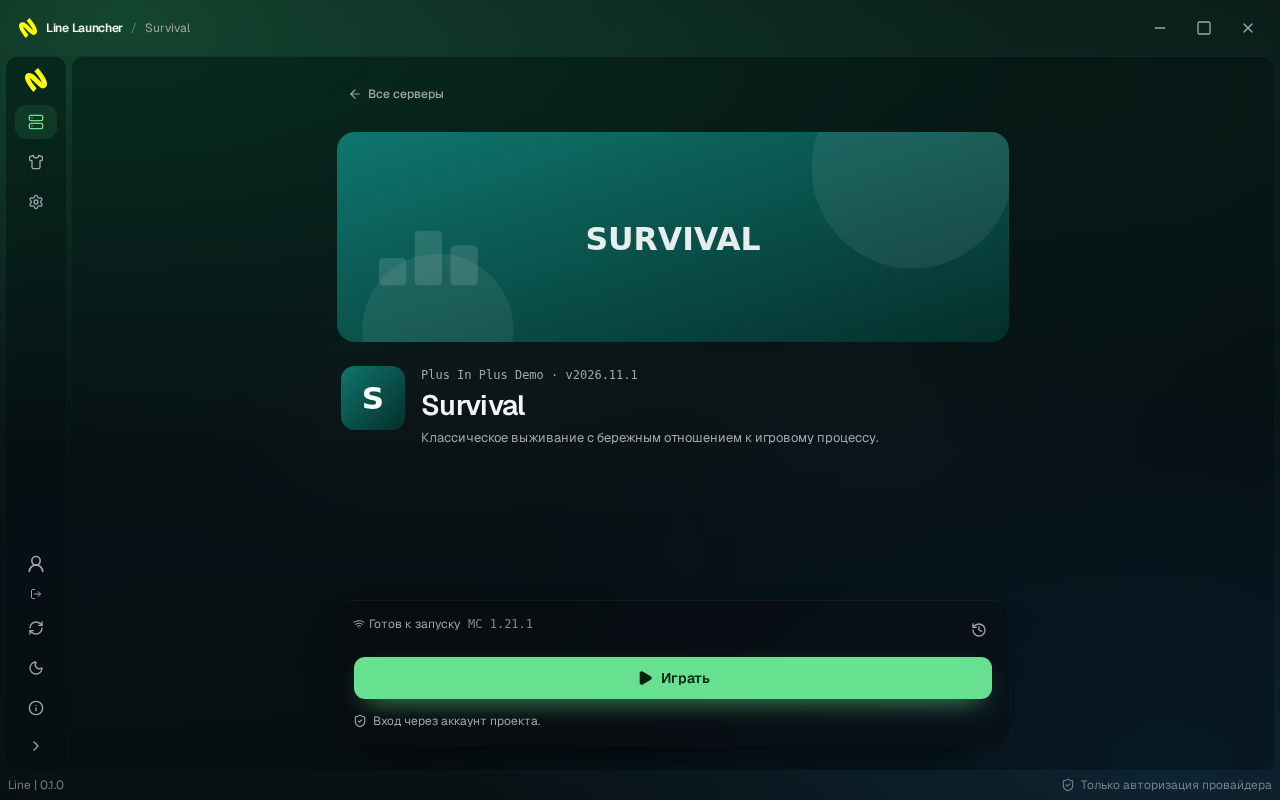 Line Launcher / Survival
Все серверы
SURVIVAL
S
Plus In Plus Demo · v2026.11.1
Survival
Классическое выживание с бережным отношением к игровому процессу.
Готов к запуску MC 1.21.1
Играть
Вход через аккаунт проекта.
Line | 0.1.0
Только авторизация провайдера